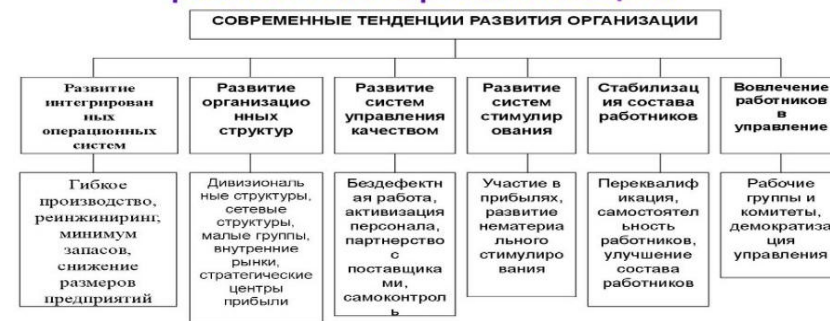 СОВРЕМЕННЫЕ ТЕНДЕНЦИИ РАЗВИТИЯ ОРГАНИЗАЦИИ
Развитие
интегрирован
ных
операционных
систем
Развитие
организацио
нных
структур
Развитие
систем
управления
качеством
Развитие
систем
стимулир
ования
Стабилизац
ия состава
работников
Вовлечение
работников
в
управление
Гибкое
производство,
реинжиниринг,
минимум
запасов,
снижение
размеров
предприятий
Дивизиональ
ные структуры,
сетевые
структуры,
малые группы,
внутренние
рынки,
стратегические
центры
прибыли
Бездефектн
ая работа,
активизация
персонала,
партнерство
с
поставщика
ми,
самоконтрол
ь
Участие в
прибылях,
развитие
нематериа
льного
стимулиро
вания
Переквалиф
икация,
самостоятел
ьность
работников,
улучшение
состава
работников
Рабочие
группы и
комитеты,
демократиза
ция
управления